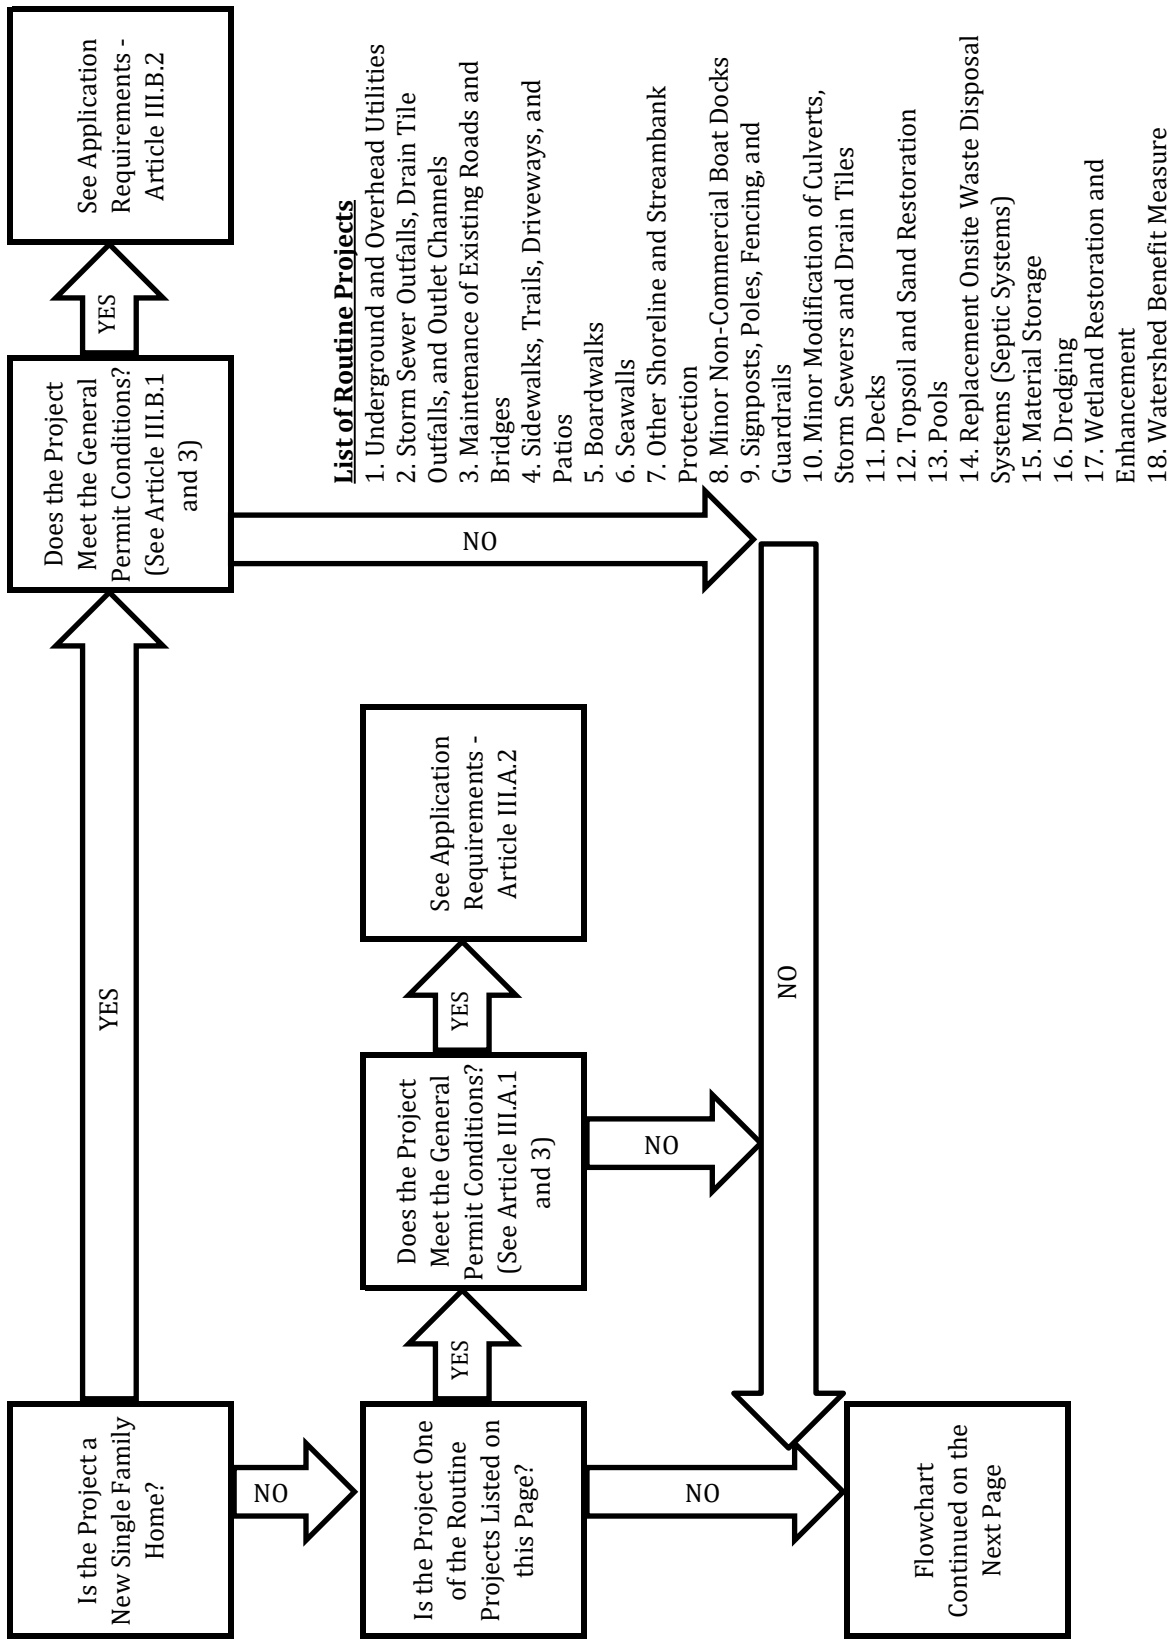 Is the Project a
New Single Family
Home?
YES
Does the Project
Meet the General
Permit Conditions?
(See Article III.B.1
and 3)
YES
See Application
Requirements -
Article III.B.2
NO
NO
Is the Project One
of the Routine
Projects Listed on
this Page?
YES
Does the Project
Meet the General
Permit Conditions?
(See Article III.A.1
and 3)
YES
See Application
Requirements -
Article III.A.2
NO
NO
NO
Flowchart
Continued on the
Next Page
List of Routine Projects
1. Underground and Overhead Utilities
2. Storm Sewer Outfalls, Drain Tile
Outfalls, and Outlet Channels
3. Maintenance of Existing Roads and
Bridges
4. Sidewalks, Trails, Driveways, and
Patios
5. Boardwalks
6. Seawalls
7. Other Shoreline and Streambank
Protection
8. Minor Non-Commercial Boat Docks
9. Signposts, Poles, Fencing, and
Guardrails
10. Minor Modification of Culverts,
Storm Sewers and Drain Tiles
11. Decks
12. Topsoil and Sand Restoration
13. Pools
14. Replacement Onsite Waste Disposal
Systems (Septic Systems)
15. Material Storage
16. Dredging
17. Wetland Restoration and
Enhancement
18. Watershed Benefit Measure